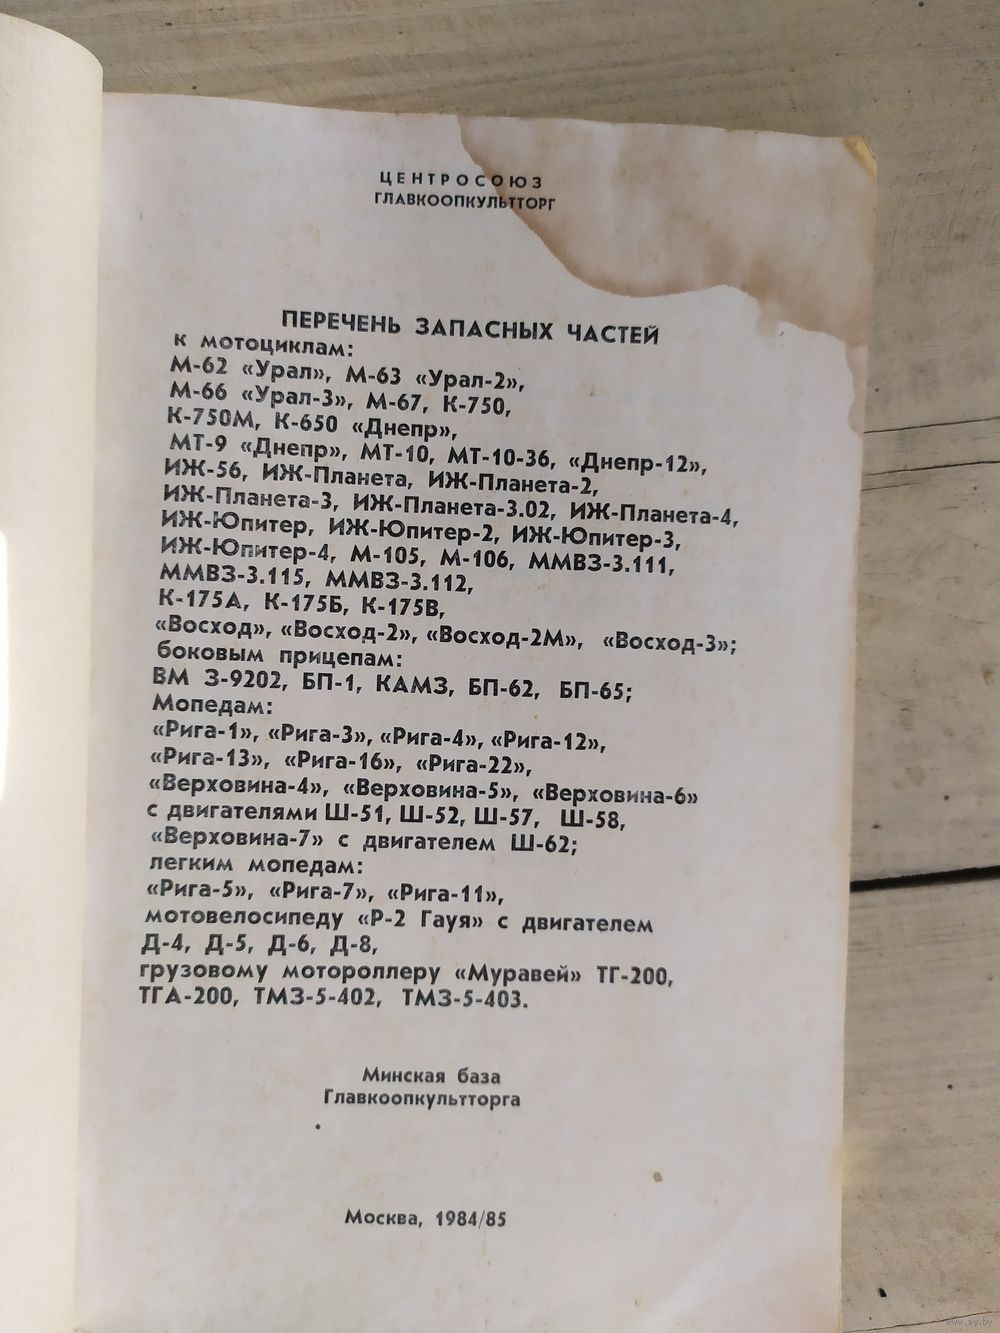 ЦЕНТРОСОЮЗ
ГЛАВКООПКУЛЬТТОРГ
ПЕРЕЧЕНЬ ЗАПАСНЫХ ЧАСТЕЙ
к мотоциклам:
М-62 «Урал», М-63 «Урал-2»,
М-66 «Урал-3», М-67, К-750,
К-750М, К-650 «Днепр»,
МТ-9 «Днепр», МТ-10, МТ-10-36, «Днепр-12»,
ИЖ-56, ИЖ-Планета, ИЖ-Планета-2,
ИЖ-Планета-3, ИЖ-Планета-3.02, ИЖ-Планета-4,
ИЖ-Юпитер, ИЖ-Юпитер-2, ИЖ-Юпитер-3,
ИЖ-Юпитер-4, М-105, М-106, ММВЗ-3.111,
ММВЗ-3.115, ММВЗ-3.112,
К-175А, К-175Б, К-175В,
«Восход», «Восход-2», «Восход-2М», «Восход-3»;
боковым прицепам:
ВМ З-9202, БП-1, КАМЗ, БП-62, БП-65;
Мопедам:
«Рига-1», «Рига-3», «Рига-4», «Рига-12»,
«Рига-13», «Рига-16», «Рига-22»,
«Верховина-4», «Верховина-5», «Верховина-6»
с двигателями Ш-51, Ш-52, Ш-57, Ш-58,
«Верховина-7» с двигателем Ш-62;
легким мопедам:
«Рига-5», «Рига-7», «Рига-11»,
мотовелосипеду «Р-2 Гауя» с двигателем
Д-4, Д-5, Д-6, Д-8,
грузовому мотороллеру «Муравей» ТГ-200,
ТГА-200, ТМЗ-5-402, ТМЗ-5-403.
Минская база
Главкоопкультторга
Москва, 1984/85
www.ay.by